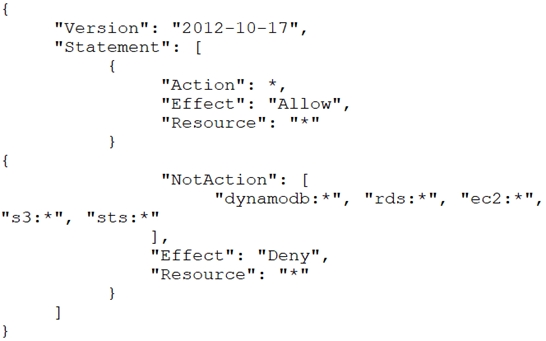 {
"Version": "2012-10-17",
"Statement": [
{
"Action": *,
"Effect": "Allow",
"Resource": "*"
}
{
"NotAction": [
"dynamodb:*", "rds:*", "ec2:*",
"s3:*", "sts:*"
],
"Effect": "Deny",
"Resource": "*"
}
]
}